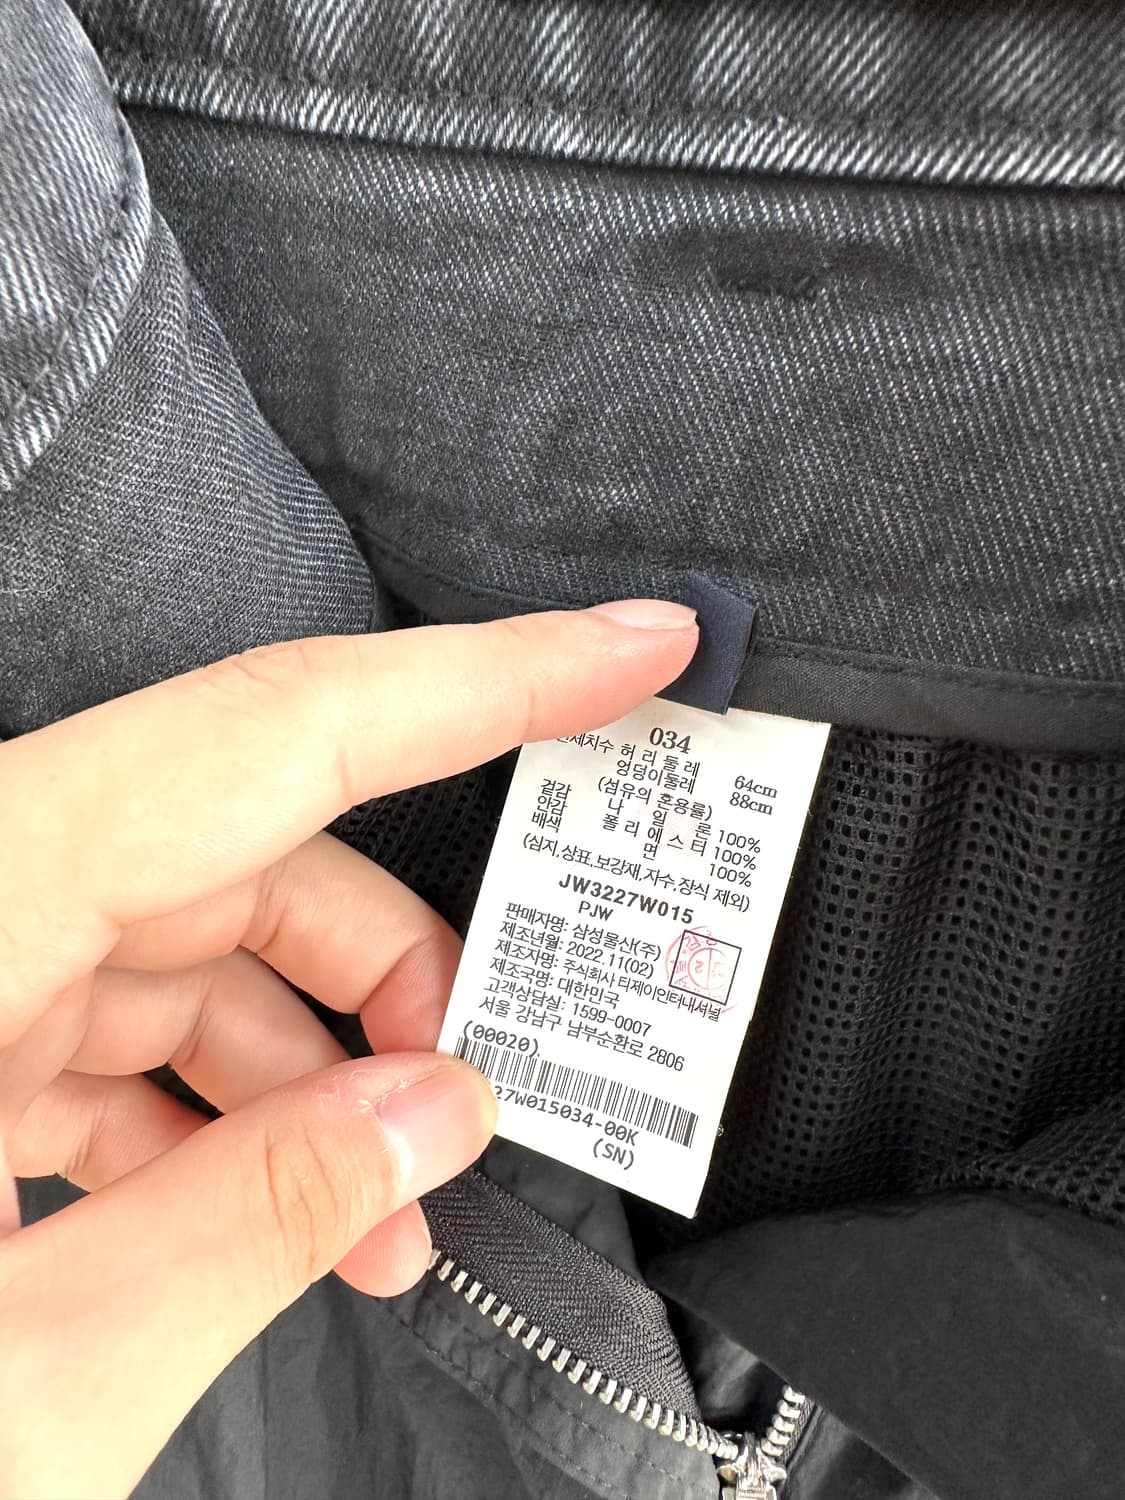 034
허 리 둘 레 64cm
엉덩이둘레 88cm
(섬유의 혼용률)
겉감 나 일 론 100%
안감 폴 리 에 스 터 100%
배색 면 100%
(심지,상표,보강재,자수,장식 제외)
JW3227W015
PJW
판매자명: 삼성물산(주)
제조년월: 2022.11(02)
제조자명: 주식회사 티제이인터내셔널
제조국명: 대한민국
고객상담실: 1599-0007
서울 강남구 남부순환로 2806
(00020)
27W015034-00K
(SN)